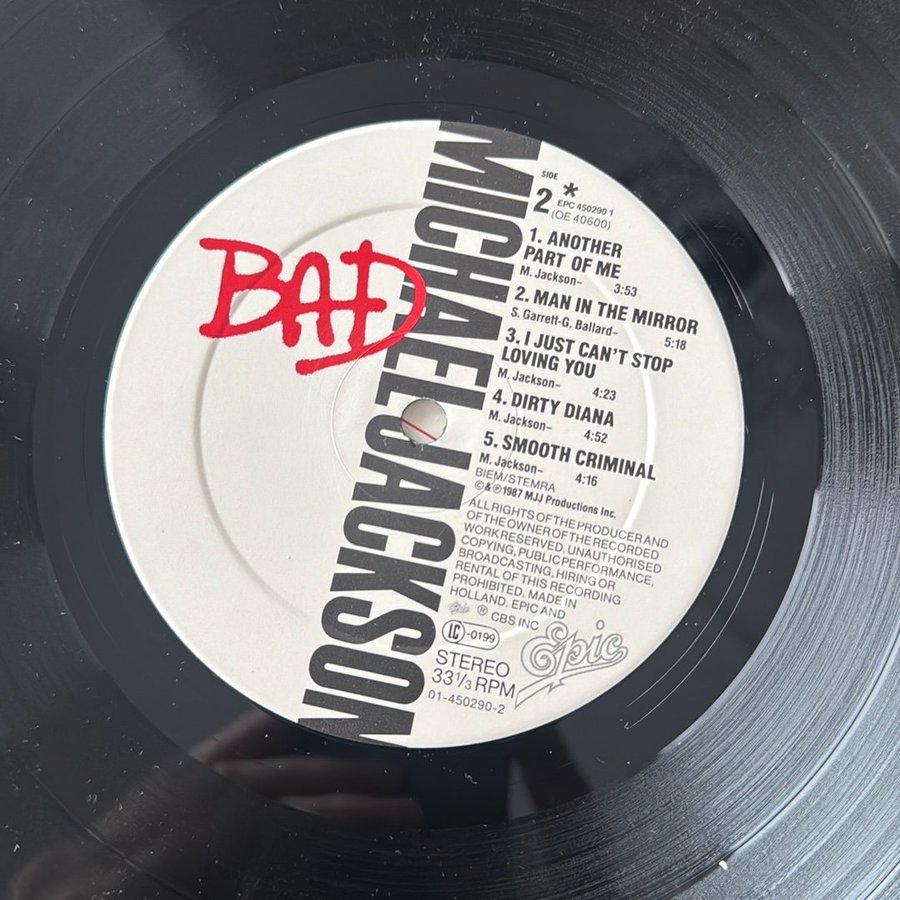 BAD
MICHAEL JACKSON
SIDE
2 *
EPC 450290 1
(OE 40600)
1. ANOTHER
PART OF ME
M. Jackson– 3:53
2. MAN IN THE MIRROR
S. Garrett-G. Ballard– 5:18
3. I JUST CAN'T STOP
LOVING YOU
M. Jackson– 4:23
4. DIRTY DIANA
M. Jackson– 4:52
5. SMOOTH CRIMINAL
M. Jackson– 4:16
BIEM/STEMRA
©&℗1987 MJJ Productions Inc.
ALL RIGHTS OF THE PRODUCER AND
OF THE OWNER OF THE RECORDED
WORK RESERVED. UNAUTHORISED
COPYING, PUBLIC PERFORMANCE,
BROADCASTING, HIRING OR
RENTAL OF THIS RECORDING
PROHIBITED. MADE IN
HOLLAND. EPIC AND
Epic ® CBS INC
LC-0199
Epic
STEREO
33 1/3 RPM
01-450290-2